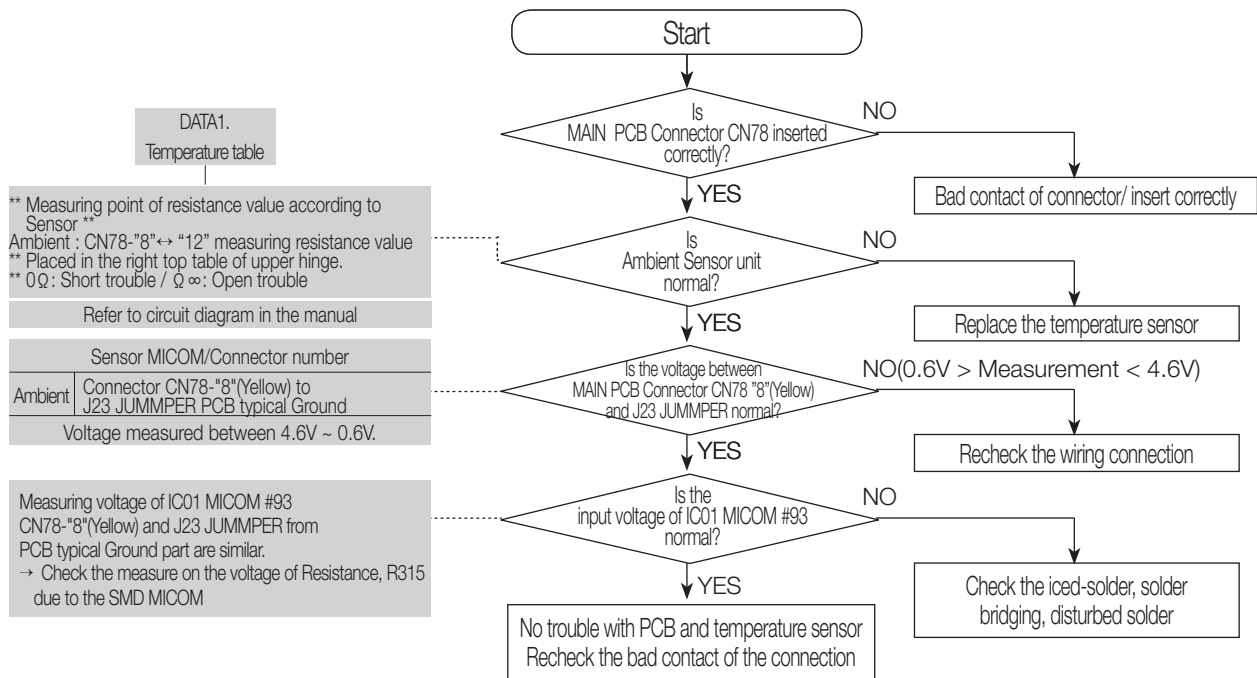 Start
Is
MAIN PCB Connector CN78 inserted
correctly?
NO
Bad contact of connector/ insert correctly
YES
DATA1.
Temperature table
** Measuring point of resistance value according to
Sensor **
Ambient : CN78-”8”↔ “12” measuring resistance value
** Placed in the right top table of upper hinge.
** 0Ω: Short trouble / Ω ∞: Open trouble
Refer to circuit diagram in the manual
Is
Ambient Sensor unit
normal?
NO
Replace the temperature sensor
YES
Sensor MICOM/Connector number
Ambient
Connector CN78-"8"(Yellow) to
J23 JUMMPER PCB typical Ground
Voltage measured between 4.6V ~ 0.6V.
Is the voltage between
MAIN PCB Connector CN78 ”8”(Yellow)
and J23 JUMMPER normal?
NO(0.6V > Measurement < 4.6V)
Recheck the wiring connection
YES
Measuring voltage of IC01 MICOM #93
CN78-"8"(Yellow) and J23 JUMMPER from
PCB typical Ground part are similar.
→ Check the measure on the voltage of Resistance, R315
due to the SMD MICOM
Is the
input voltage of IC01 MICOM #93
normal?
NO
Check the iced-solder, solder
bridging, disturbed solder
YES
No trouble with PCB and temperature sensor
Recheck the bad contact of the connection